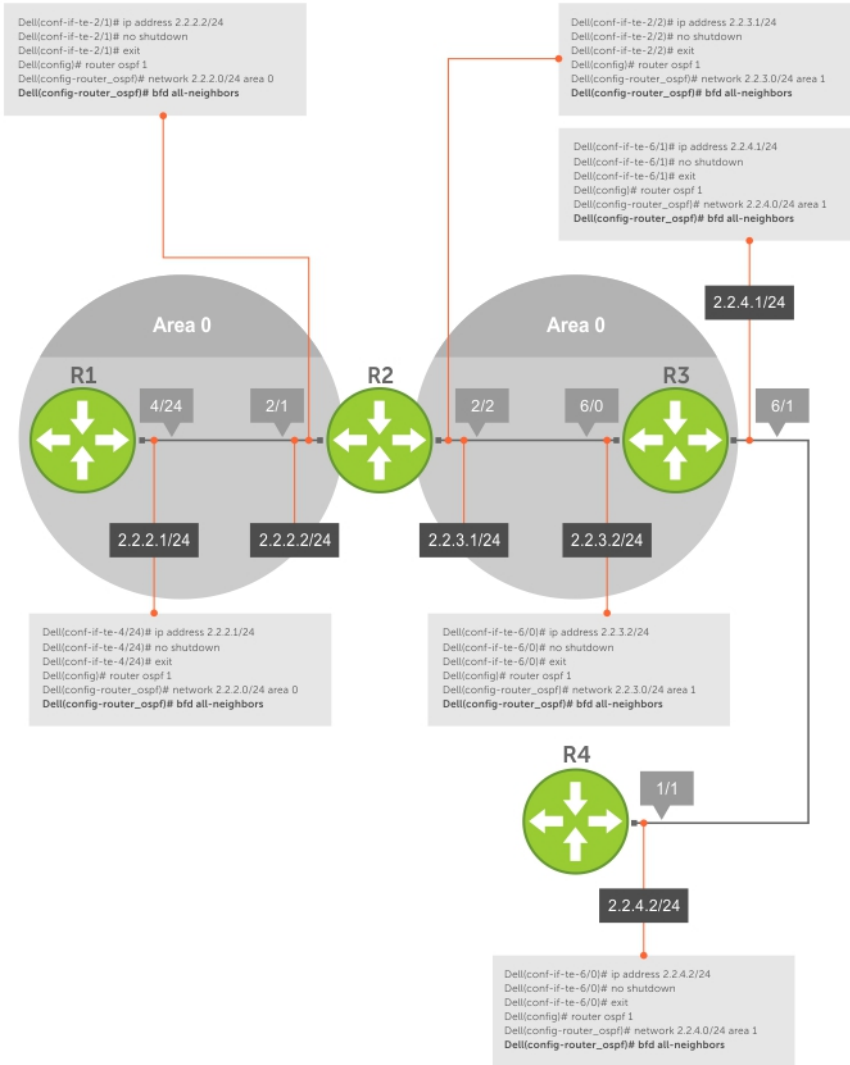 Dell(conf-if-te-2/1)# ip address 2.2.2.2/24
Dell(conf-if-te-2/1)# no shutdown
Dell(conf-if-te-2/1)# exit
Dell(config)# router ospf 1
Dell(config-router_ospf)# network 2.2.2.0/24 area 0
Dell(config-router_ospf)# bfd all-neighbors
Dell(conf-if-te-2/2)# ip address 2.2.3.1/24
Dell(conf-if-te-2/2)# no shutdown
Dell(conf-if-te-2/2)# exit
Dell(config)# router ospf 1
Dell(config-router_ospf)# network 2.2.3.0/24 area 1
Dell(config-router_ospf)# bfd all-neighbors
Dell(conf-if-te-6/1)# ip address 2.2.4.1/24
Dell(conf-if-te-6/1)# no shutdown
Dell(conf-if-te-6/1)# exit
Dell(config)# router ospf 1
Dell(config-router_ospf)# network 2.2.4.0/24 area 1
Dell(config-router_ospf)# bfd all-neighbors
2.2.4.1/24
Area 0
Area 0
R1
R2
R3
4/24
2/1
2/2
6/0
6/1
2.2.2.1/24
2.2.2.2/24
2.2.3.1/24
2.2.3.2/24
Dell(conf-if-te-4/24)# ip address 2.2.2.1/24
Dell(conf-if-te-4/24)# no shutdown
Dell(conf-if-te-4/24)# exit
Dell(config)# router ospf 1
Dell(config-router_ospf)# network 2.2.2.0/24 area 0
Dell(config-router_ospf)# bfd all-neighbors
Dell(conf-if-te-6/0)# ip address 2.2.3.2/24
Dell(conf-if-te-6/0)# no shutdown
Dell(conf-if-te-6/0)# exit
Dell(config)# router ospf 1
Dell(config-router_ospf)# network 2.2.3.0/24 area 1
Dell(config-router_ospf)# bfd all-neighbors
R4
1/1
2.2.4.2/24
Dell(conf-if-te-6/0)# ip address 2.2.4.2/24
Dell(conf-if-te-6/0)# no shutdown
Dell(conf-if-te-6/0)# exit
Dell(config)# router ospf 1
Dell(config-router_ospf)# network 2.2.4.0/24 area 1
Dell(config-router_ospf)# bfd all-neighbors